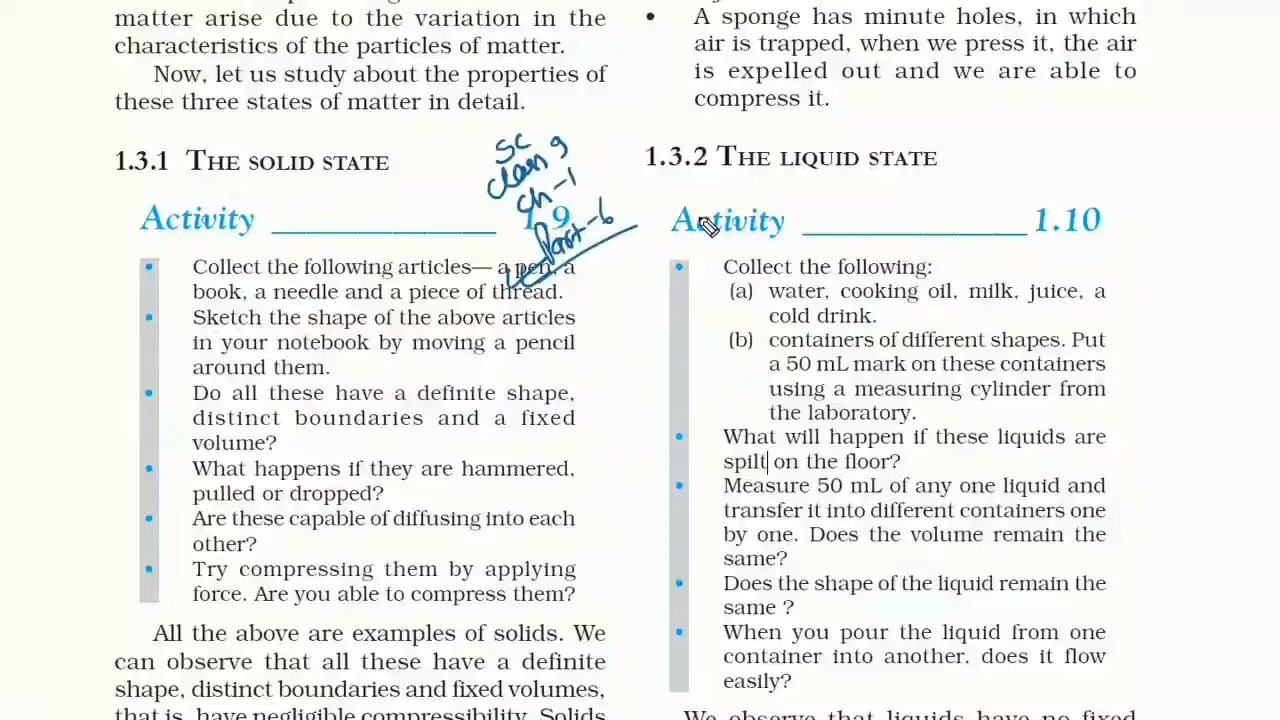 matter arise due to the variation in the
characteristics of the particles of matter.
Now, let us study about the properties of
these three states of matter in detail.
1.3.1 THE SOLID STATE
SC
Class 9
Ch-1
Part-6
Activity 1.9
Collect the following articles— a pen, a
book, a needle and a piece of thread.
Sketch the shape of the above articles
in your notebook by moving a pencil
around them.
Do all these have a definite shape,
distinct boundaries and a fixed
volume?
What happens if they are hammered,
pulled or dropped?
Are these capable of diffusing into each
other?
Try compressing them by applying
force. Are you able to compress them?
All the above are examples of solids. We
can observe that all these have a definite
shape, distinct boundaries and fixed volumes,
that is, have negligible compressibility. Solids
• A sponge has minute holes, in which
air is trapped, when we press it, the air
is expelled out and we are able to
compress it.
1.3.2 THE LIQUID STATE
Activity 1.10
Collect the following:
(a) water, cooking oil, milk, juice, a
cold drink.
(b) containers of different shapes. Put
a 50 mL mark on these containers
using a measuring cylinder from
the laboratory.
What will happen if these liquids are
spilt on the floor?
Measure 50 mL of any one liquid and
transfer it into different containers one
by one. Does the volume remain the
same?
Does the shape of the liquid remain the
same ?
When you pour the liquid from one
container into another, does it flow
easily?
We observe that liquids have no fixed